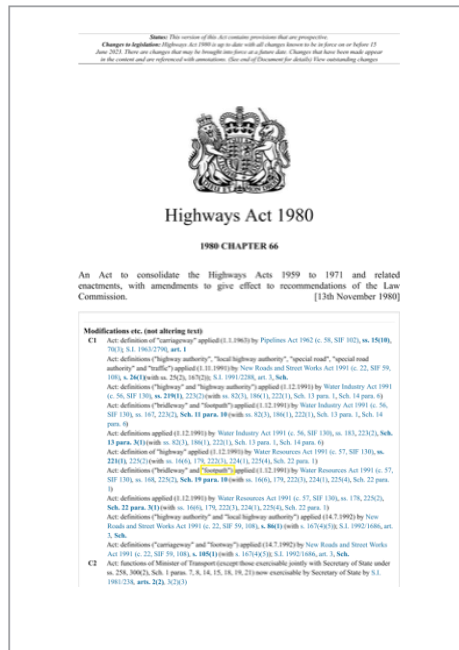 Status: This version of this Act contains provisions that are prospective.
Changes to legislation: Highways Act 1980 is up to date with all changes known to be in force on or before 15
June 2023. There are changes that may be brought into force at a future date. Changes that have been made appear
in the content and are referenced with annotations. (See end of Document for details) View outstanding changes
Highways Act 1980
1980 CHAPTER 66
An Act to consolidate the Highways Acts 1959 to 1971 and related
enactments, with amendments to give effect to recommendations of the Law
Commission. [13th November 1980]
Modifications etc. (not altering text)
C1 Act: definition of "carriageway" applied (1.1.1963) by Pipelines Act 1962 (c. 58, SIF 102), ss. 15(10),
70(3); S.I. 1963/2790, art. 1
Act: definitions ("highway authority", "local highway authority", "special road", "special road
authority" and "traffic") applied (1.11.1991) by New Roads and Streets Works Act 1991 (c. 22, SIF 59,
108), s. 26(1)(with ss. 25(2), 167(2)); S.I. 1991/2288, art. 3, Sch.
Act: definitions ("highway" and "highway authority") applied (1.12.1991) by Water Industry Act 1991
(c. 56, SIF 130), ss. 219(1), 223(2) (with ss. 82(3), 186(1), 222(1), Sch. 13 para. 1, Sch. 14 para. 6)
Act: definitions ("bridleway" and "footpath") applied (1.12.1991) by Water Industry Act 1991 (c. 56,
SIF 130), ss. 167, 223(2), Sch. 11 para. 10 (with ss. 82(3), 186(1), 222(1), Sch. 13 para. 1, Sch. 14
para. 6)
Act: definitions applied (1.12.1991) by Water Industry Act 1991 (c. 56, SIF 130), ss. 183, 223(2), Sch.
13 para. 3(1) (with ss. 82(3), 186(1), 222(1), Sch. 13 para. 1, Sch. 14 para. 6)
Act: definition of "highway" applied (1.12.1991) by Water Resources Act 1991 (c. 57, SIF 130), ss.
221(1), 225(2) (with ss. 16(6), 179, 222(3), 224(1), 225(4), Sch. 22 para. 1)
Act: definitions ("bridleway" and "footpath") applied (1.12.1991) by Water Resources Act 1991 (c. 57,
SIF 130), ss. 168, 225(2), Sch. 19 para. 10 (with ss. 16(6), 179, 222(3), 224(1), 225(4), Sch. 22 para.
1)
Act: definitions applied (1.12.1991) by Water Resources Act 1991 (c. 57, SIF 130), ss. 178, 225(2),
Sch. 22 para. 3(1) (with ss. 16(6), 179, 222(3), 224(1), 225(4), Sch. 22 para. 1)
Act: definitions ("highway authority" and "local highway authority") applied (14.7.1992) by New
Roads and Street Works Act 1991 (c. 22, SIF 59, 108), s. 86(1) (with s. 167(4)(5)); S.I. 1992/1686, art.
3, Sch.
Act: definitions ("carriageway" and "footway") applied (14.7.1992) by New Roads and Street Works
Act 1991 (c. 22, SIF 59, 108), s. 105(1) (with s. 167(4)(5)); S.I. 1992/1686, art. 3, Sch.
C2 Act: functions of Minister of Transport (except those exercisable jointly with Secretary of State under
ss. 258, 300(2), Sch. 1 paras. 7, 8, 14, 15, 18, 19, 21) now exercisable by Secretary of State by S.I.
1981/238, arts. 2(2), 3(2)(3)